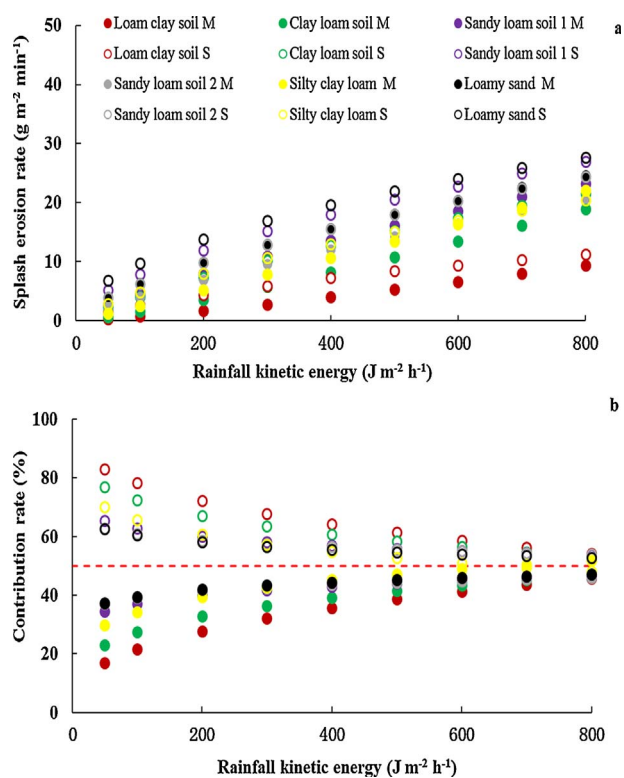 Loam clay soil M Clay loam soil M Sandy loam soil 1 M
a
Loam clay soil S Clay loam soil S Sandy loam soil 1 S
Sandy loam soil 2 M Silty clay loam M Loamy sand M
Sandy loam soil 2 S Silty clay loam S Loamy sand S
Splash erosion rate (g m⁻² min⁻¹)
50
40
30
20
10
0
0 200 400 600 800
Rainfall kinetic energy (J m⁻² h⁻¹)
b
Contribution rate (%)
100
80
60
40
20
0
0 200 400 600 800
Rainfall kinetic energy (J m⁻² h⁻¹)